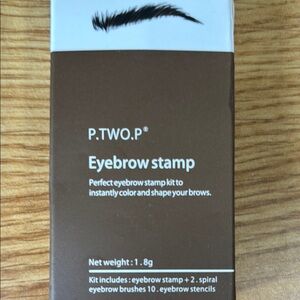 P.TWO.P®
Eyebrow stamp
Perfect eyebrow stamp kit to
instantly color and shape your brows.
Net weight : 1 . 8g
Kit includes : eyebrow stamp + 2 . spiral
eyebrow brushes 10 . eyebrow stencils